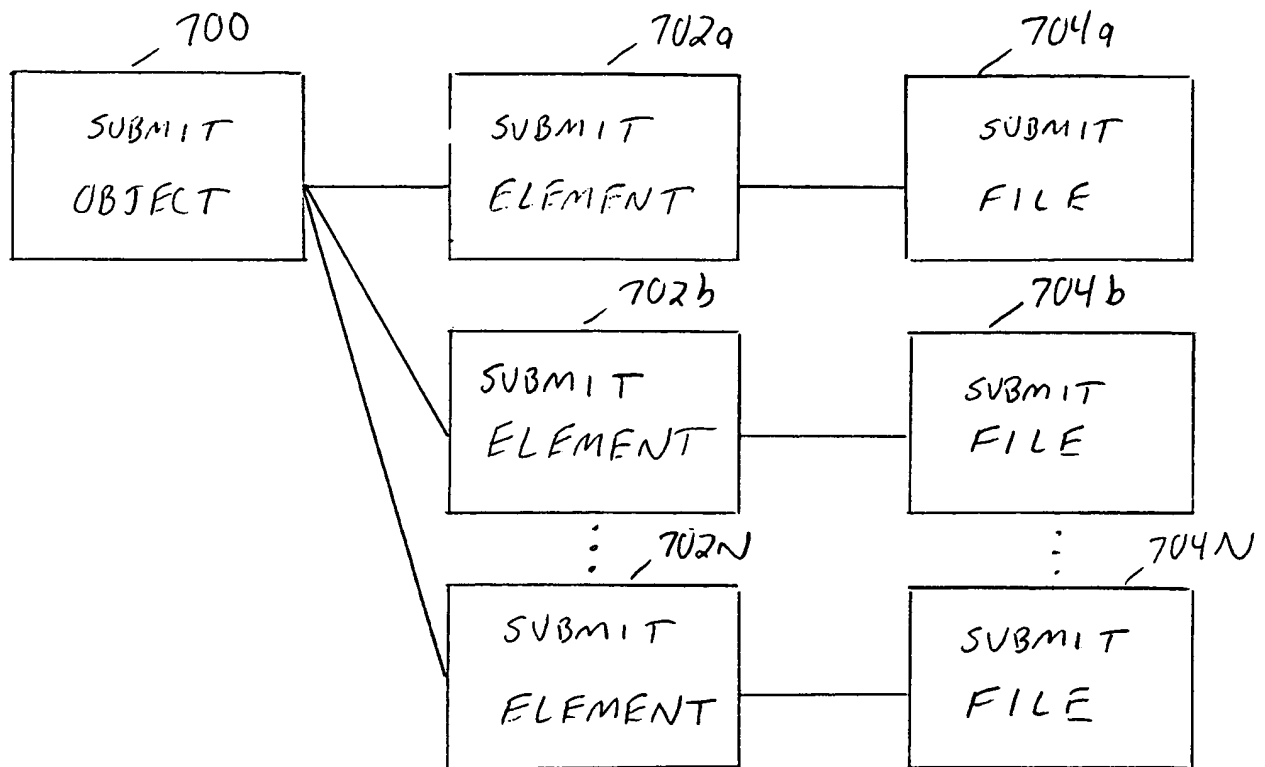 700
SUBMIT
OBJECT
702a
SUBMIT
ELEMENT
704a
SUBMIT
FILE
702b
SUBMIT
ELEMENT
704b
SUBMIT
FILE
702N
SUBMIT
ELEMENT
704N
SUBMIT
FILE